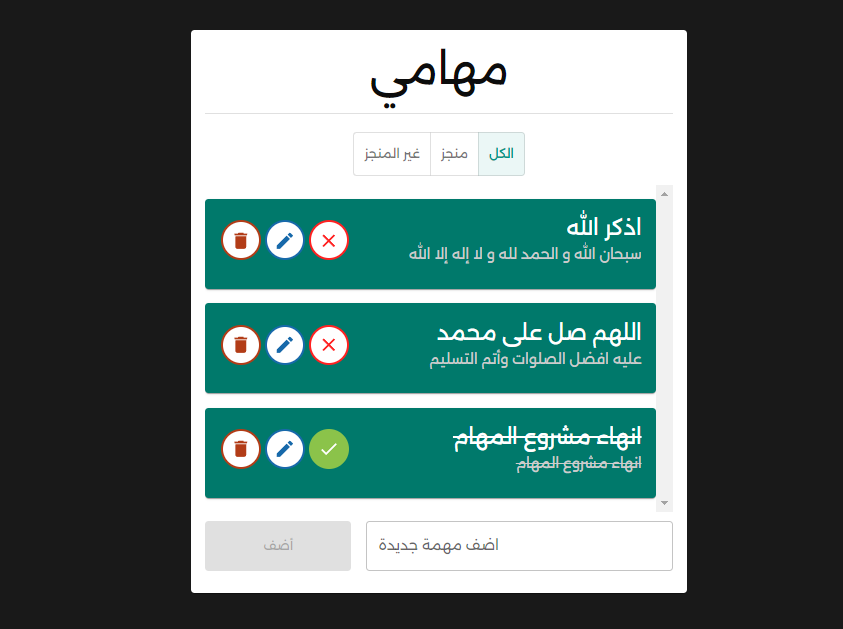 مهامي
الكل
منجز
غير المنجز
اذكر الله
سبحان الله و الحمد لله و لا إله إلا الله
اللهم صل على محمد
عليه افضل الصلوات وأتم التسليم
انهاء مشروع المهام
انهاء مشروع المهام
اضف مهمة جديدة
أضف